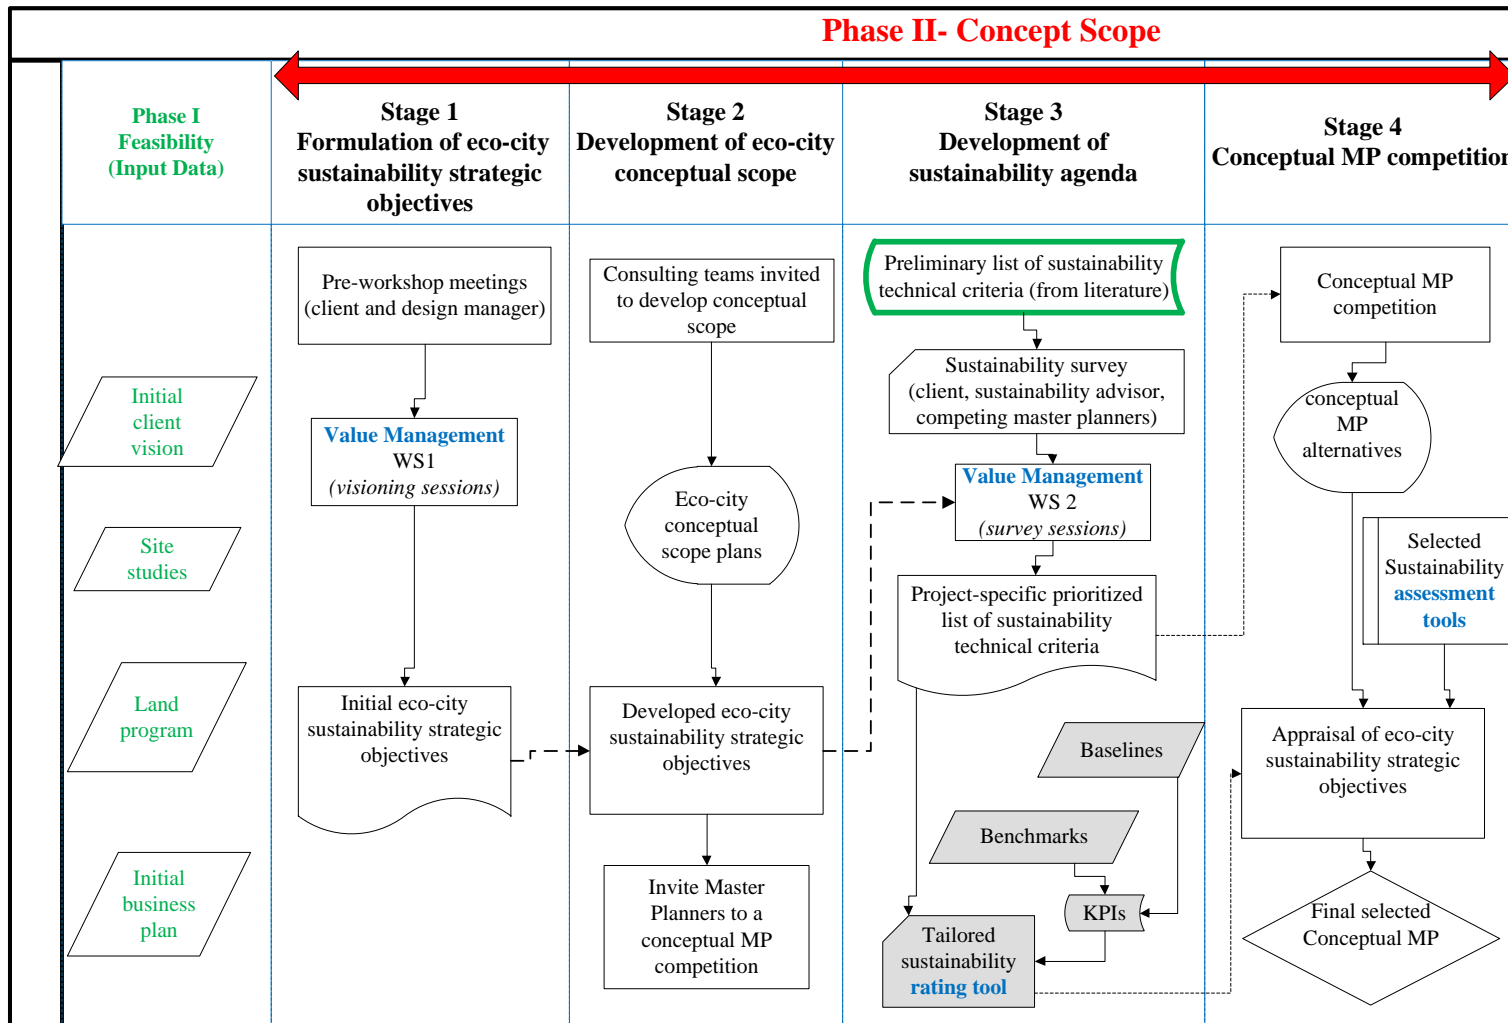 Phase II- Concept Scope
Phase I
Feasibility
(Input Data)
Stage 1
Formulation of eco-city
sustainability strategic
objectives
Stage 2
Development of eco-city
conceptual scope
Stage 3
Development of
sustainability agenda
Stage 4
Conceptual MP competition
Initial
client
vision
Site
studies
Land
program
Initial
business
plan
Pre-workshop meetings
(client and design manager)
Value Management
WS1
(visioning sessions)
Initial eco-city
sustainability strategic
objectives
Consulting teams invited
to develop conceptual
scope
Eco-city
conceptual
scope plans
Developed eco-city
sustainability strategic
objectives
Invite Master
Planners to a
conceptual MP
competition
Preliminary list of sustainability
technical criteria (from literature)
Sustainability survey
(client, sustainability advisor,
competing master planners)
Value Management
WS 2
(survey sessions)
Project-specific prioritized
list of sustainability
technical criteria
Baselines
Benchmarks
KPIs
Tailored
sustainability
rating tool
Conceptual MP
competition
conceptual
MP
alternatives
Selected
Sustainability
assessment
tools
Appraisal of eco-city
sustainability strategic
objectives
Final selected
Conceptual MP